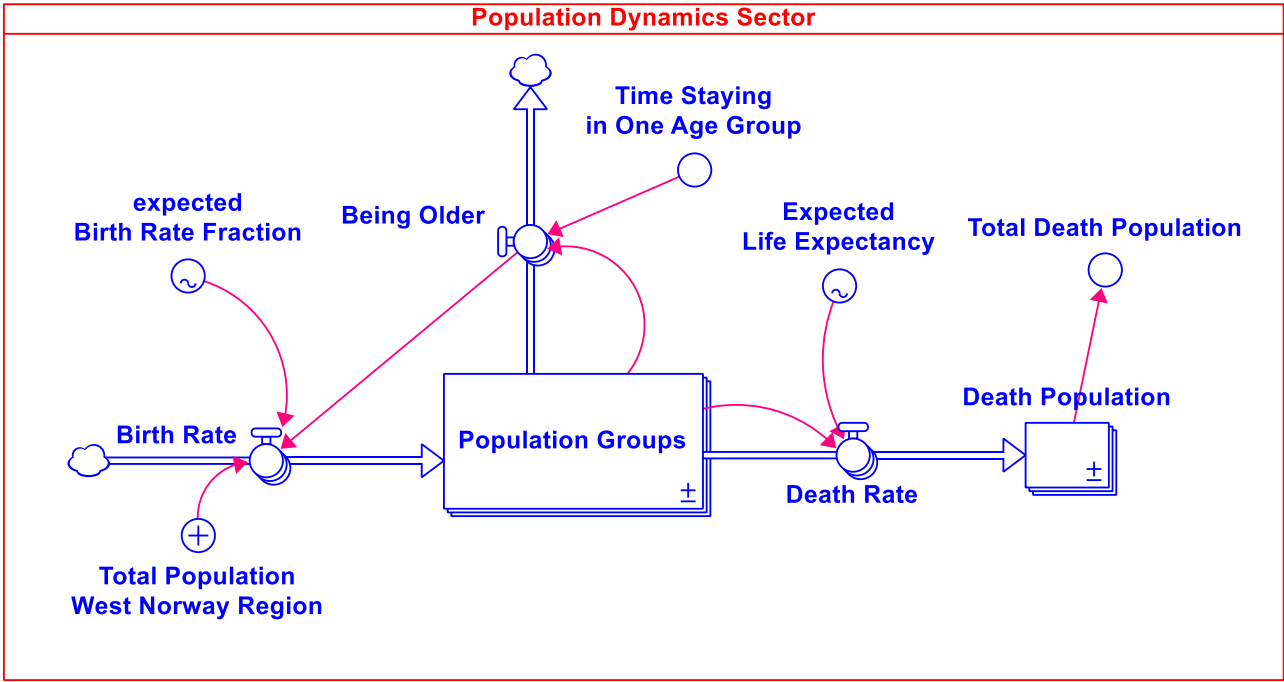 Population Dynamics Sector
Time Staying
in One Age Group
expected
Birth Rate Fraction
Being Older
Expected
Life Expectancy
Total Death Population
Birth Rate
Population Groups
Death Population
Death Rate
Total Population
West Norway Region